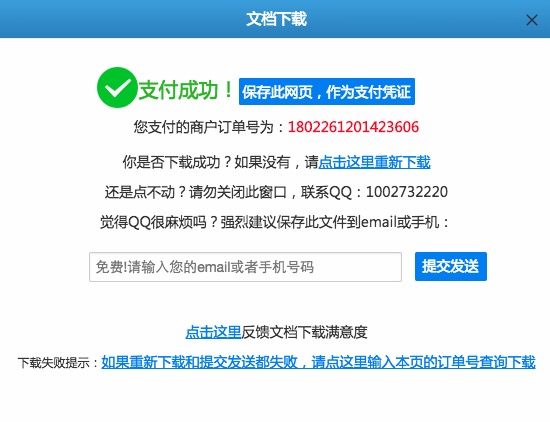 文档下载
支付成功！ 保存此网页，作为支付凭证
您支付的商户订单号为：1802261201423606
你是否下载成功？如果没有，请点击这里重新下载
还是点不动？请勿关闭此窗口，联系QQ：1002732220
觉得QQ很麻烦吗？强烈建议保存此文件到email或手机：
免费!请输入您的email或者手机号码 提交发送
点击这里反馈文档下载满意度
下载失败提示：如果重新下载和提交发送都失败，请点这里输入本页的订单号查询下载